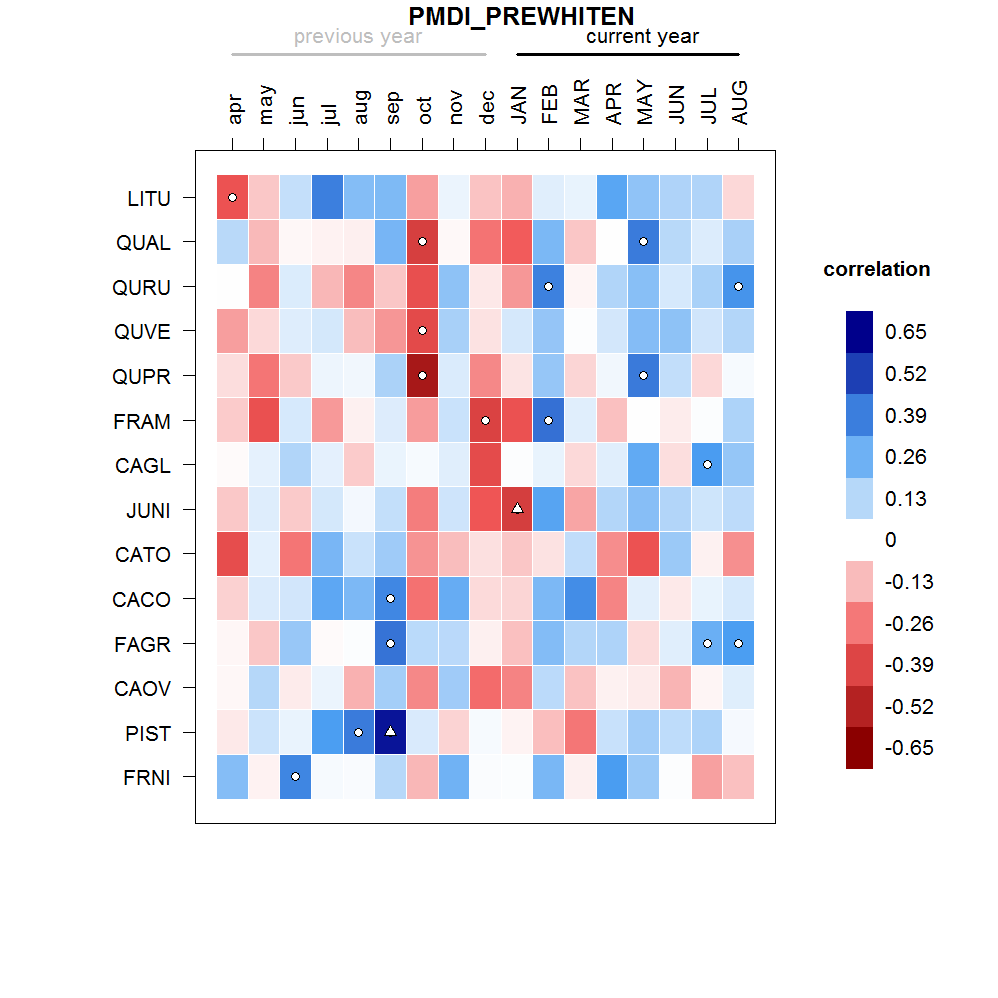 PMDI_PREWHITEN
previous year current year
apr may jun jul aug sep oct nov dec JAN FEB MAR APR MAY JUN JUL AUG
LITU
QUAL
QURU
QUVE
QUPR
FRAM
CAGL
JUNI
CATO
CACO
FAGR
CAOV
PIST
FRNI
correlation
0.65
0.52
0.39
0.26
0.13
0
-0.13
-0.26
-0.39
-0.52
-0.65